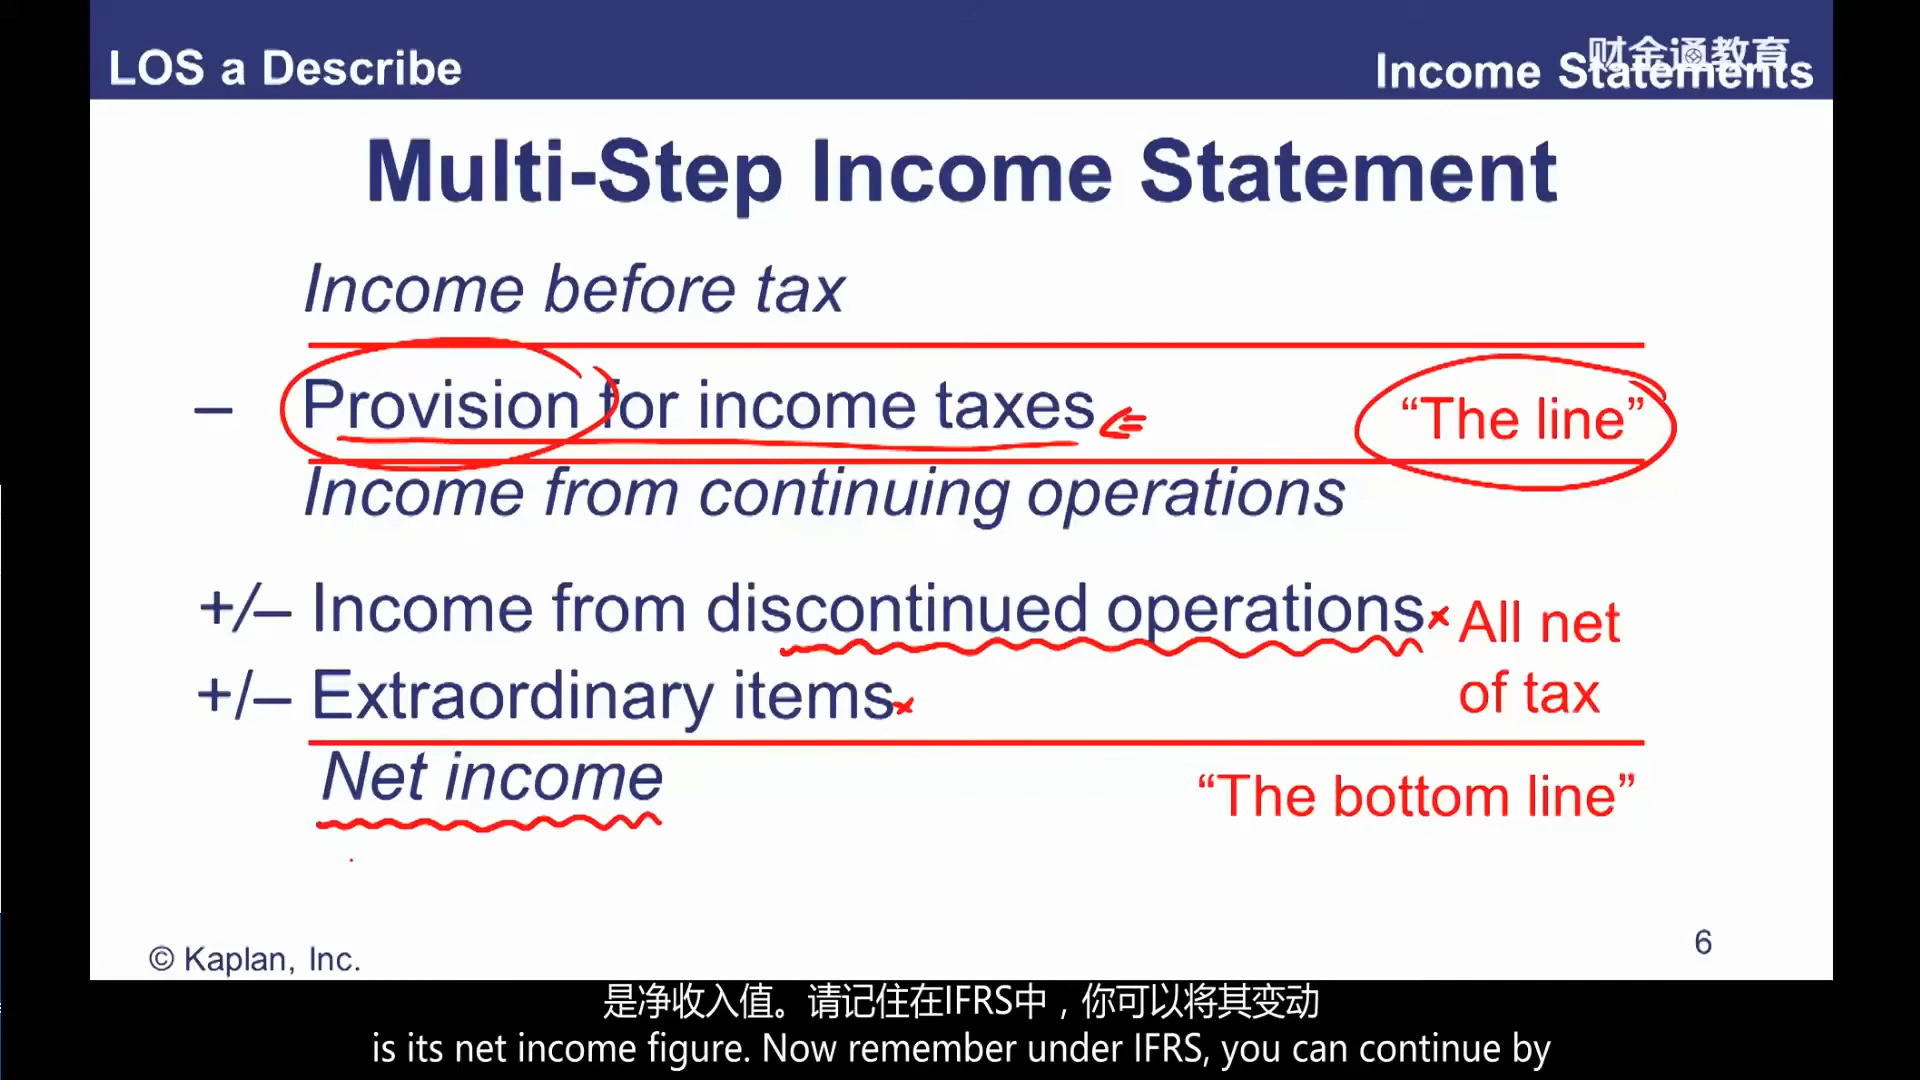 LOS a Describe
Income Statements
财金通教育
Multi-Step Income Statement
Income before tax
– Provision for income taxes
“The line”
Income from continuing operations
+/– Income from discontinued operations
All net
+/– Extraordinary items
of tax
Net income
“The bottom line”
© Kaplan, Inc.
6
是净收入值。请记住在IFRS中，你可以将其变动
is its net income figure. Now remember under IFRS, you can continue by